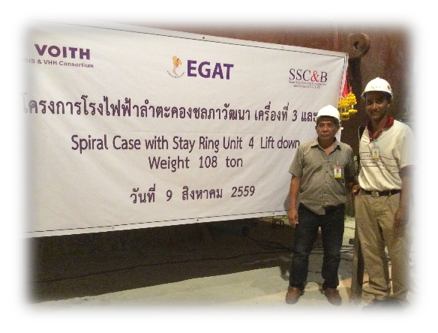 VOITH
& VHH Consortium
EGAT
SSC&B
โครงการโรงไฟฟ้าลำตะคองชลภาวัฒนา เครื่องที่ 3 และ
Spiral Case with Stay Ring Unit 4 Lift down
Weight 108 ton
วันที่ 9 สิงหาคม 2559